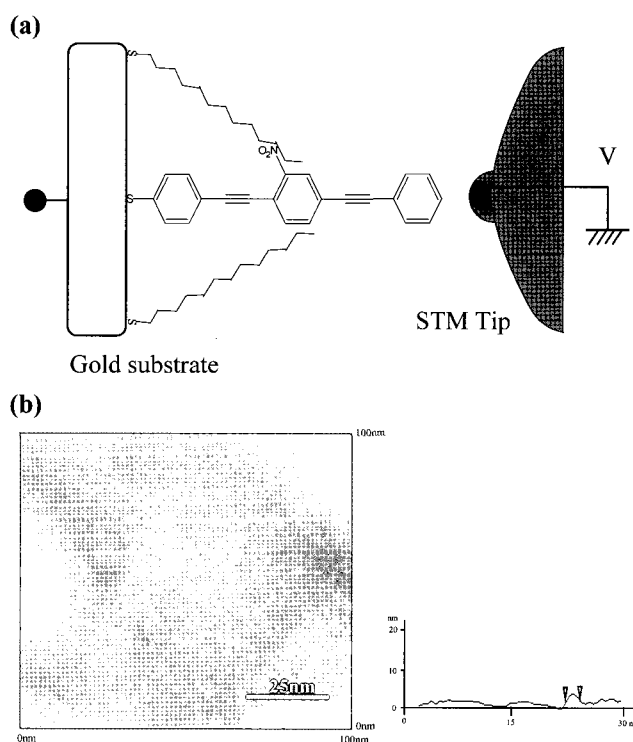 (a)
S
O₂N
S
S
V
STM Tip
Gold substrate
(b)
100nm
25nm
0nm
0nm
100nm
nm
20
10
0
0
15
30 n